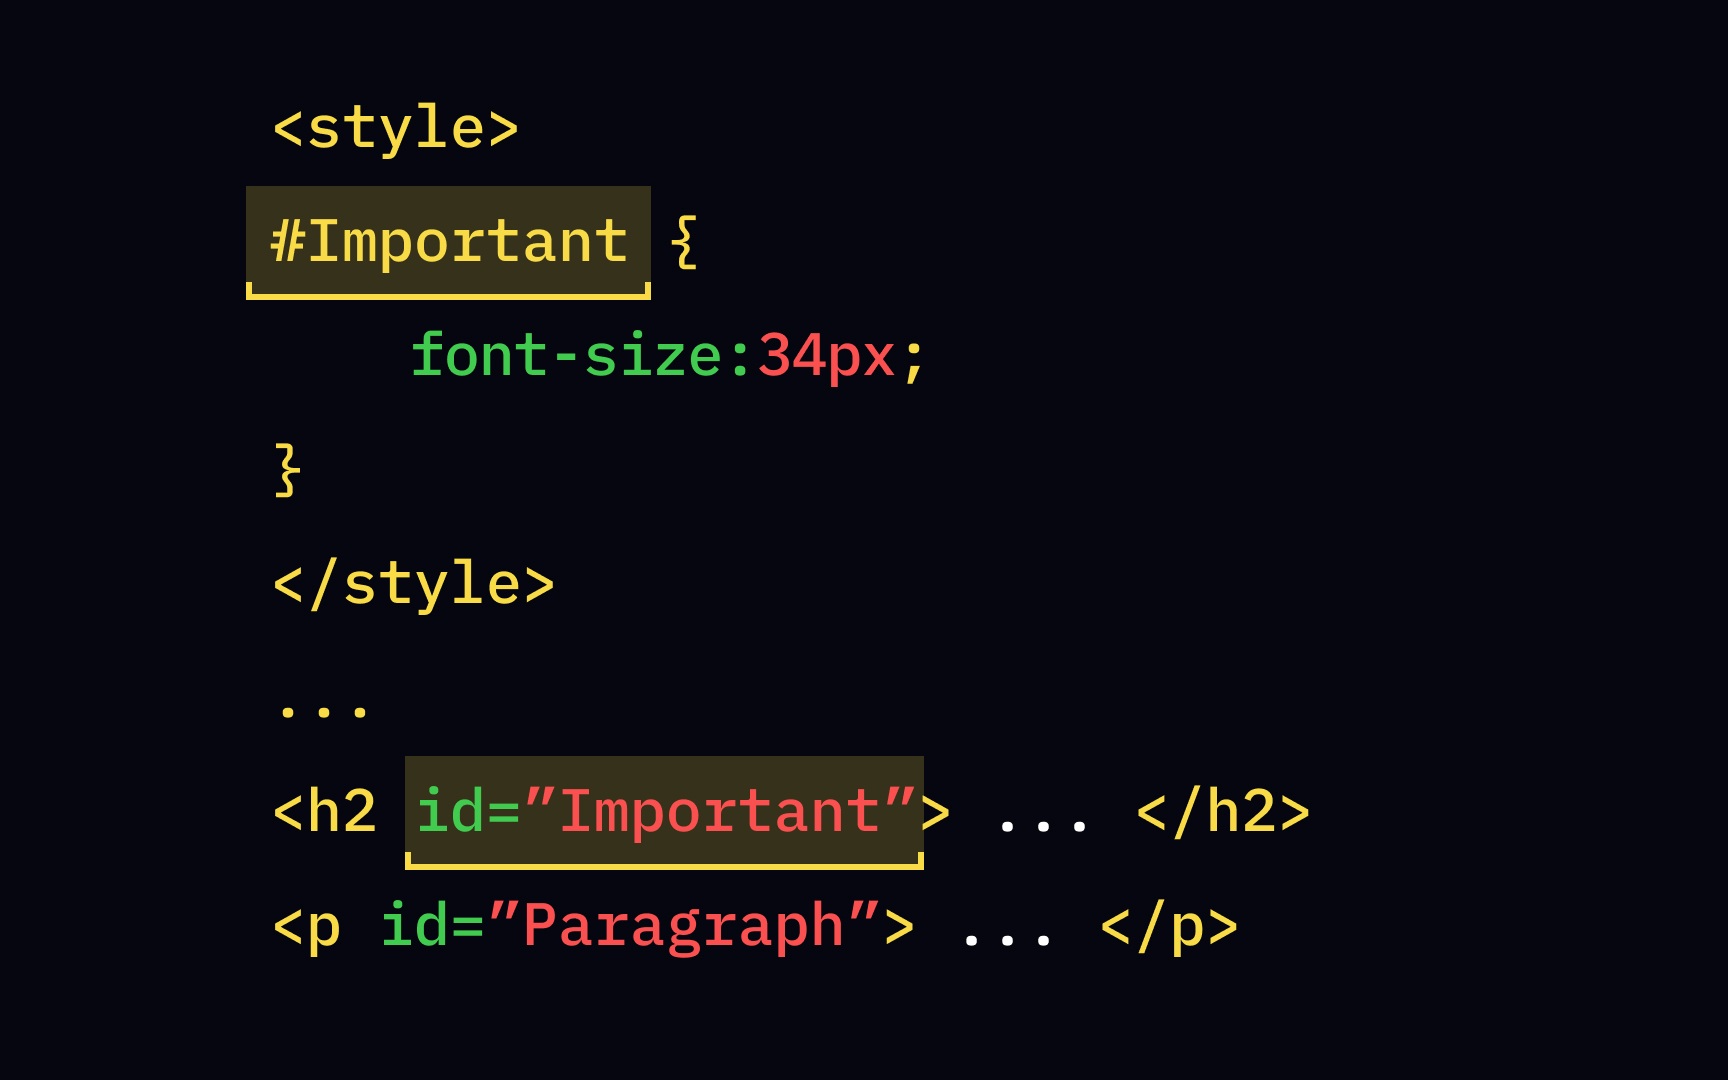 <style>
#Important {
font-size:34px;
}
</style>
...
<h2 id=”Important”> ... </h2>
<p id=”Paragraph”> ... </p>